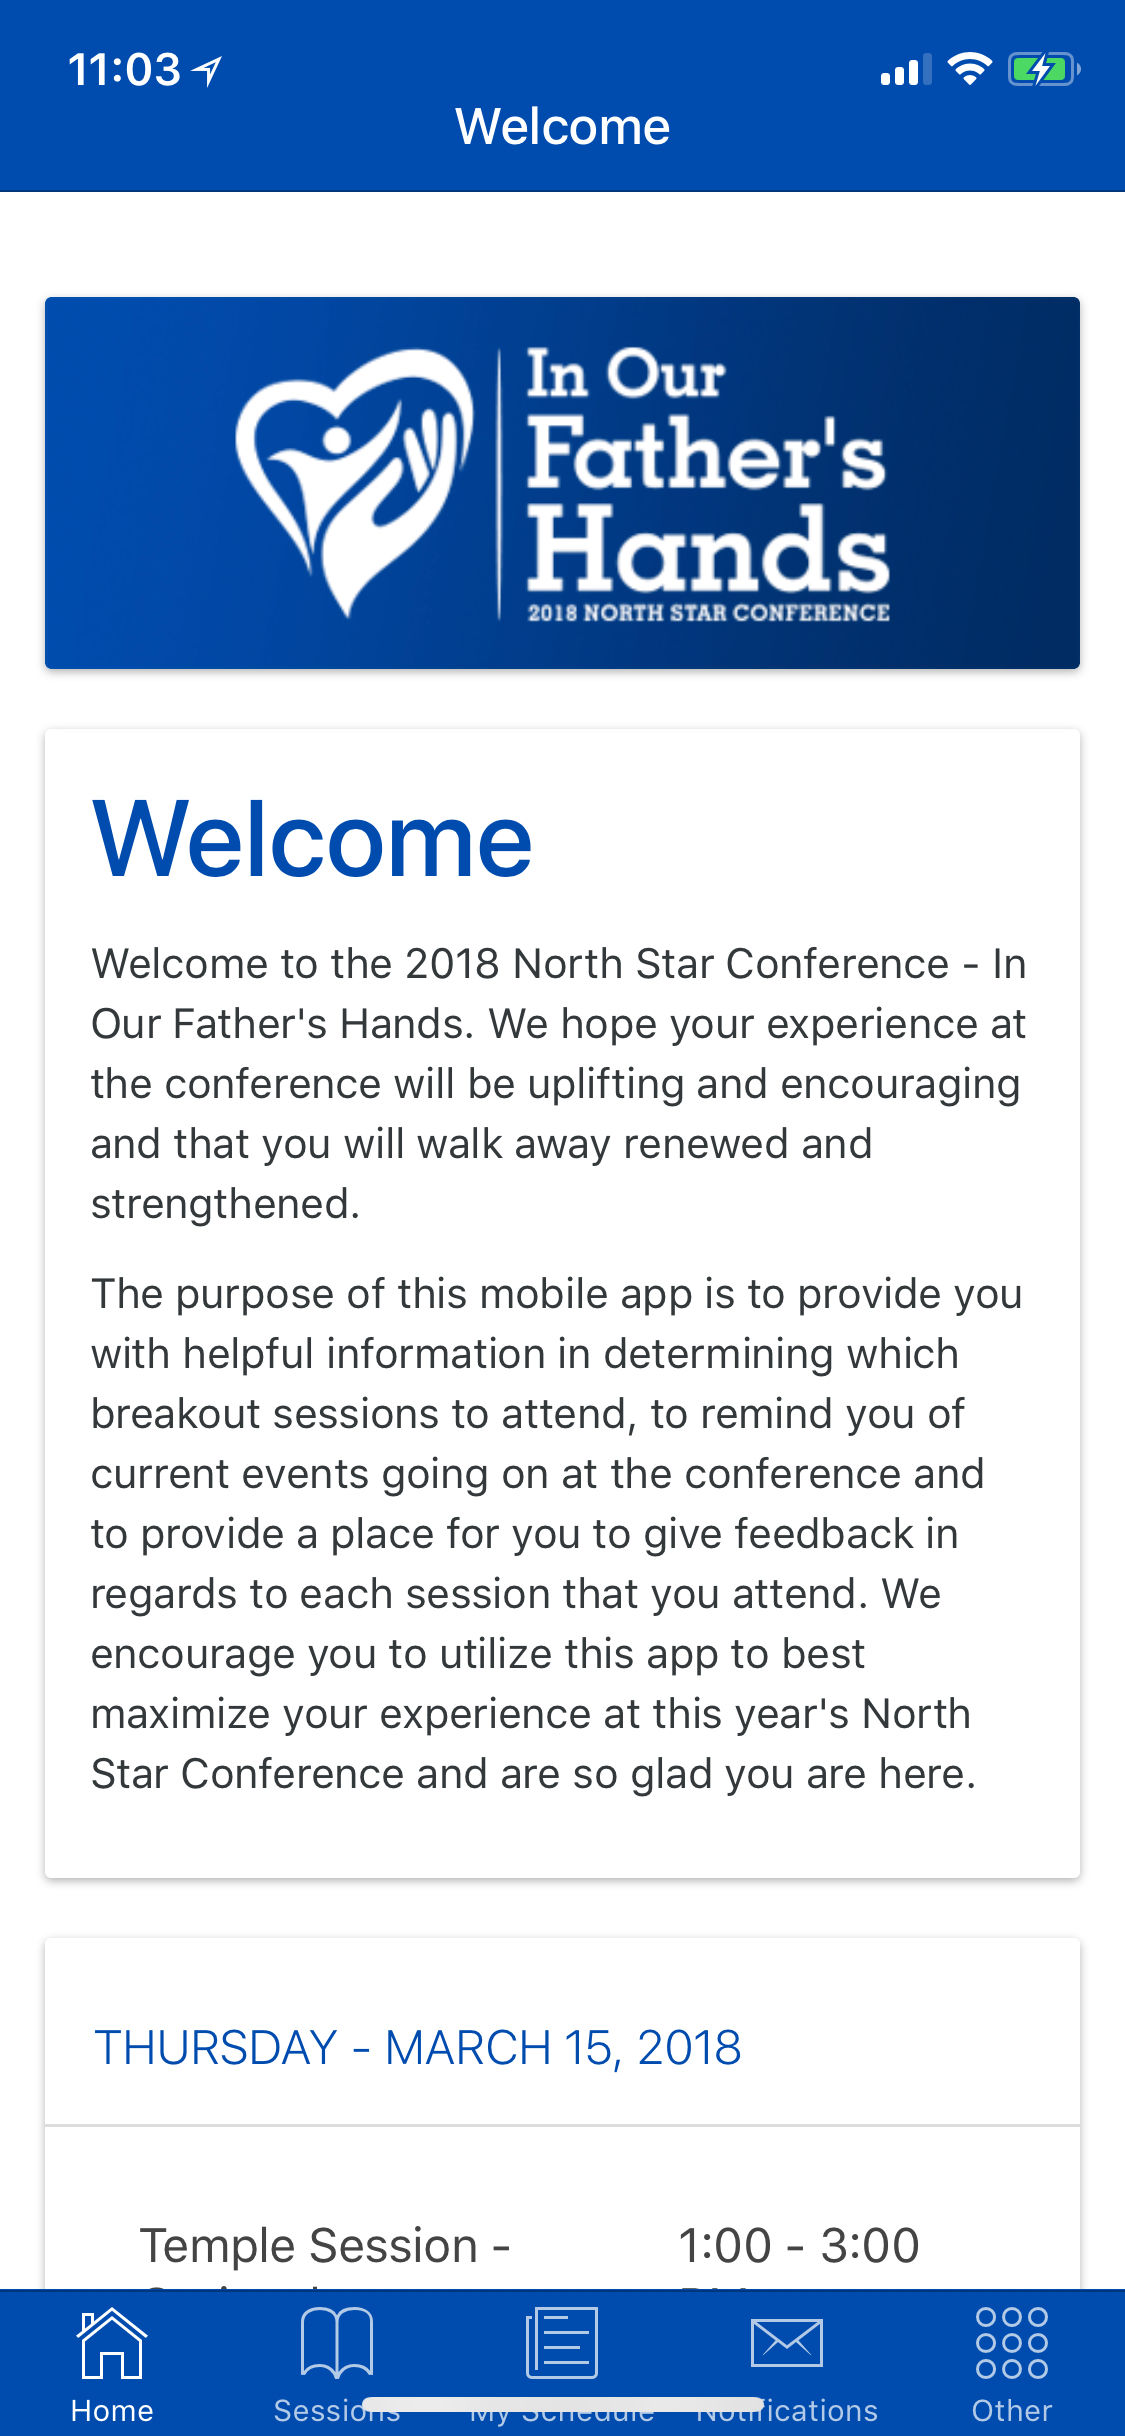 11:03
Welcome
In Our
Father's
Hands
2018 NORTH STAR CONFERENCE
Welcome
Welcome to the 2018 North Star Conference - In
Our Father's Hands. We hope your experience at
the conference will be uplifting and encouraging
and that you will walk away renewed and
strengthened.
The purpose of this mobile app is to provide you
with helpful information in determining which
breakout sessions to attend, to remind you of
current events going on at the conference and
to provide a place for you to give feedback in
regards to each session that you attend. We
encourage you to utilize this app to best
maximize your experience at this year's North
Star Conference and are so glad you are here.
THURSDAY - MARCH 15, 2018
Temple Session - 1:00 - 3:00
Home Sessions My Schedule Notifications Other